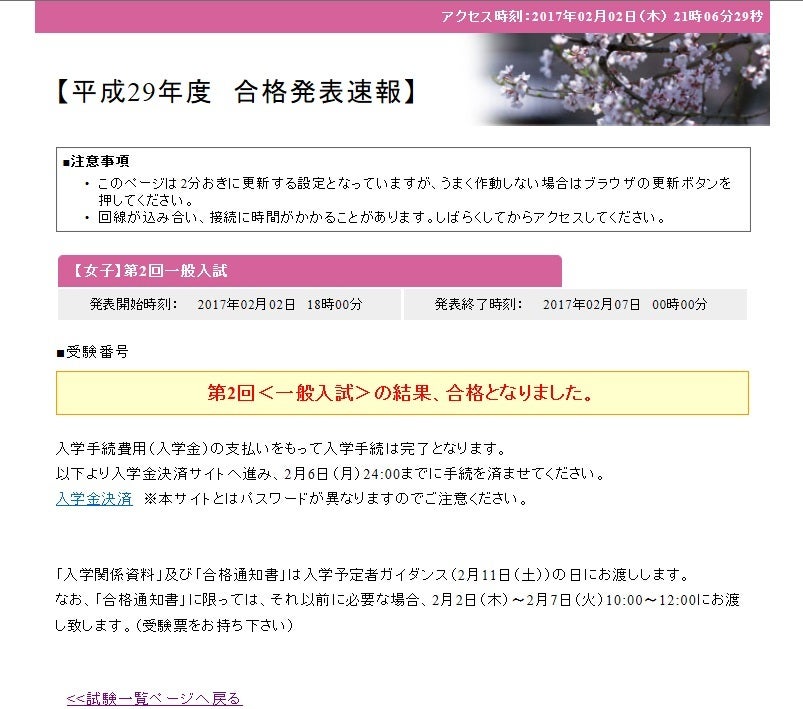 アクセス時刻:2017年02月02日(木) 21時06分29秒
【平成29年度 合格発表速報】
■注意事項
・ このページは2分おきに更新する設定となっていますが、うまく作動しない場合はブラウザの更新ボタンを
押してください。
・ 回線が込み合い、接続に時間がかかることがあります。しばらくしてからアクセスしてください。
【女子】第2回一般入試
発表開始時刻: 2017年02月02日 18時00分 発表終了時刻: 2017年02月07日 00時00分
■受験番号
第2回<一般入試>の結果、合格となりました。
入学手続費用(入学金)の支払いをもって入学手続は完了となります。
以下より入学金決済サイトへ進み、2月6日(月)24:00までに手続を済ませてください。
入学金決済 ※本サイトとはパスワードが異なりますのでご注意ください。
「入学関係資料」及び「合格通知書」は入学予定者ガイダンス(2月11日(土))の日にお渡しします。
なお、「合格通知書」に限っては、それ以前に必要な場合、2月2日(木)～2月7日(火)10:00～12:00にお渡
し致します。(受験票をお持ち下さい)
<<試験一覧ページへ戻る